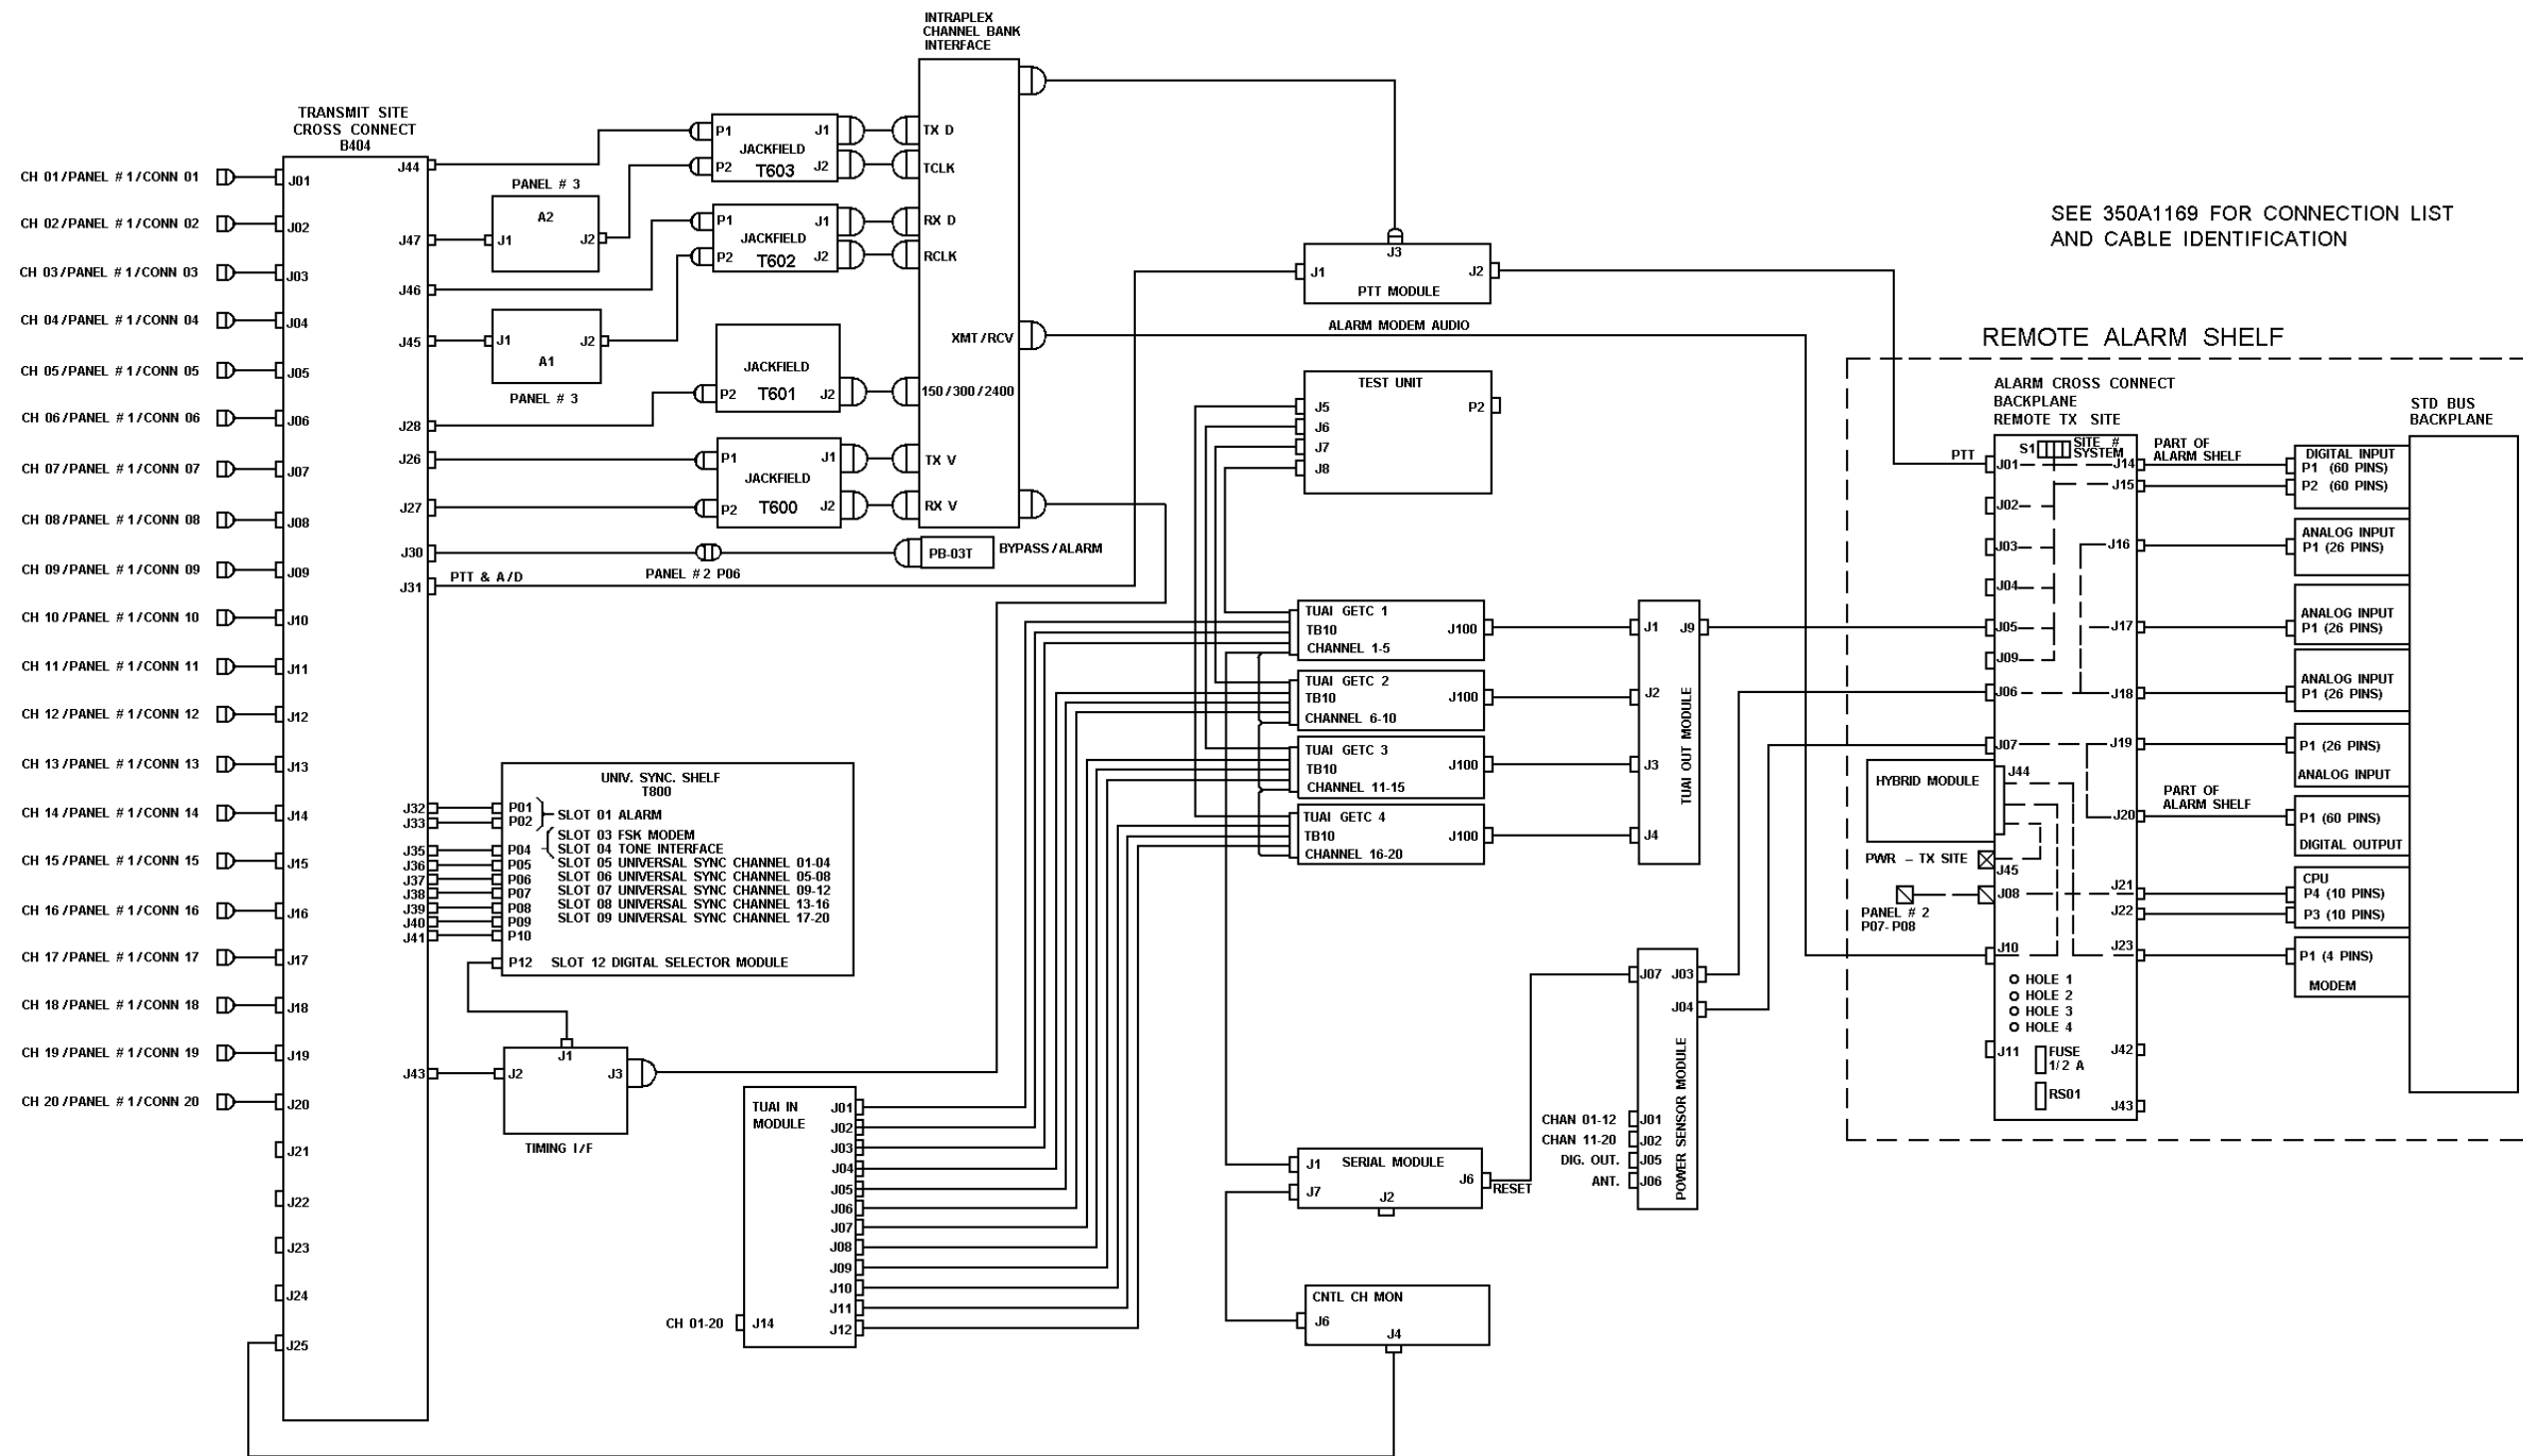 INTRAPLEX
CHANNEL BANK
INTERFACE
TRANSMIT SITE
CROSS CONNECT
B404
CH 01/PANEL # 1/CONN 01
CH 02/PANEL # 1/CONN 02
CH 03/PANEL # 1/CONN 03
CH 04/PANEL # 1/CONN 04
CH 05/PANEL # 1/CONN 05
CH 06/PANEL # 1/CONN 06
CH 07/PANEL # 1/CONN 07
CH 08/PANEL # 1/CONN 08
CH 09/PANEL # 1/CONN 09
CH 10/PANEL # 1/CONN 10
CH 11/PANEL # 1/CONN 11
CH 12/PANEL # 1/CONN 12
CH 13/PANEL # 1/CONN 13
CH 14/PANEL # 1/CONN 14
CH 15/PANEL # 1/CONN 15
CH 16/PANEL # 1/CONN 16
CH 17/PANEL # 1/CONN 17
CH 18/PANEL # 1/CONN 18
CH 19/PANEL # 1/CONN 19
CH 20/PANEL # 1/CONN 20
J01
J02
J03
J04
J05
J06
J07
J08
J09
J10
J11
J12
J13
J14
J15
J16
J17
J18
J19
J20
J21
J22
J23
J24
J25
J44
J47
J46
J45
J28
J26
J27
J30
J31
J32
J33
J35
J36
J37
J38
J39
J40
J41
J43
PANEL # 3
A2
J1
J2
J1
J2
A1
PANEL # 3
P1
J1
JACKFIELD
P2
T603
J2
P1
J1
JACKFIELD
P2
T602
J2
JACKFIELD
P2
T601
J2
P1
J1
JACKFIELD
P2
T600
J2
TX D
TCLK
RX D
RCLK
XMT/RCV
150/300/2400
TX V
RX V
PB-03T
BYPASS/ALARM
PANEL #2 P06
PTT & A/D
UNIV. SYNC. SHELF
T800
P01
P02
SLOT 01 ALARM
SLOT 03 FSK MODEM
P04
SLOT 04 TONE INTERFACE
P05
SLOT 05 UNIVERSAL SYNC CHANNEL 01-04
P06
SLOT 06 UNIVERSAL SYNC CHANNEL 05-08
P07
SLOT 07 UNIVERSAL SYNC CHANNEL 09-12
P08
SLOT 08 UNIVERSAL SYNC CHANNEL 13-16
P09
SLOT 09 UNIVERSAL SYNC CHANNEL 17-20
P10
P12
SLOT 12 DIGITAL SELECTOR MODULE
J1
J2
J3
TIMING I/F
TUAI IN
MODULE
J01
J02
J03
J04
J05
J06
J07
J08
J09
J10
J11
J12
CH 01-20
J14
J3
J1
J2
PTT MODULE
ALARM MODEM AUDIO
TEST UNIT
J5
P2
J6
J7
J8
TUAI GETC 1
TB10
J100
CHANNEL 1-5
TUAI GETC 2
TB10
J100
CHANNEL 6-10
TUAI GETC 3
TB10
J100
CHANNEL 11-15
TUAI GETC 4
TB10
J100
CHANNEL 16-20
J1
J9
J2
J3
J4
TUAI OUT MODULE
J07
J03
J04
CHAN 01-12
J01
CHAN 11-20
J02
DIG. OUT.
J05
ANT.
J06
POWER SENSOR MODULE
J1
SERIAL MODULE
J7
J6
J2
RESET
CNTL CH MON
J6
J4
SEE 350A1169 FOR CONNECTION LIST
AND CABLE IDENTIFICATION
REMOTE ALARM SHELF
ALARM CROSS CONNECT
BACKPLANE
REMOTE TX SITE
STD BUS
BACKPLANE
S1
SITE #
SYSTEM
PART OF
ALARM SHELF
PTT
J01
J02
J03
J04
J05
J09
J06
J07
J14
J15
J16
J17
J18
J19
J20
J21
J22
J23
J42
J43
HYBRID MODULE
J44
PWR - TX SITE
J45
J08
PANEL # 2
P07-P08
J10
HOLE 1
HOLE 2
HOLE 3
HOLE 4
J11
FUSE
1/2 A
RS01
DIGITAL INPUT
P1 (60 PINS)
P2 (60 PINS)
ANALOG INPUT
P1 (26 PINS)
ANALOG INPUT
P1 (26 PINS)
ANALOG INPUT
P1 (26 PINS)
P1 (26 PINS)
ANALOG INPUT
PART OF
ALARM SHELF
P1 (60 PINS)
DIGITAL OUTPUT
CPU
P4 (10 PINS)
P3 (10 PINS)
P1 (4 PINS)
MODEM